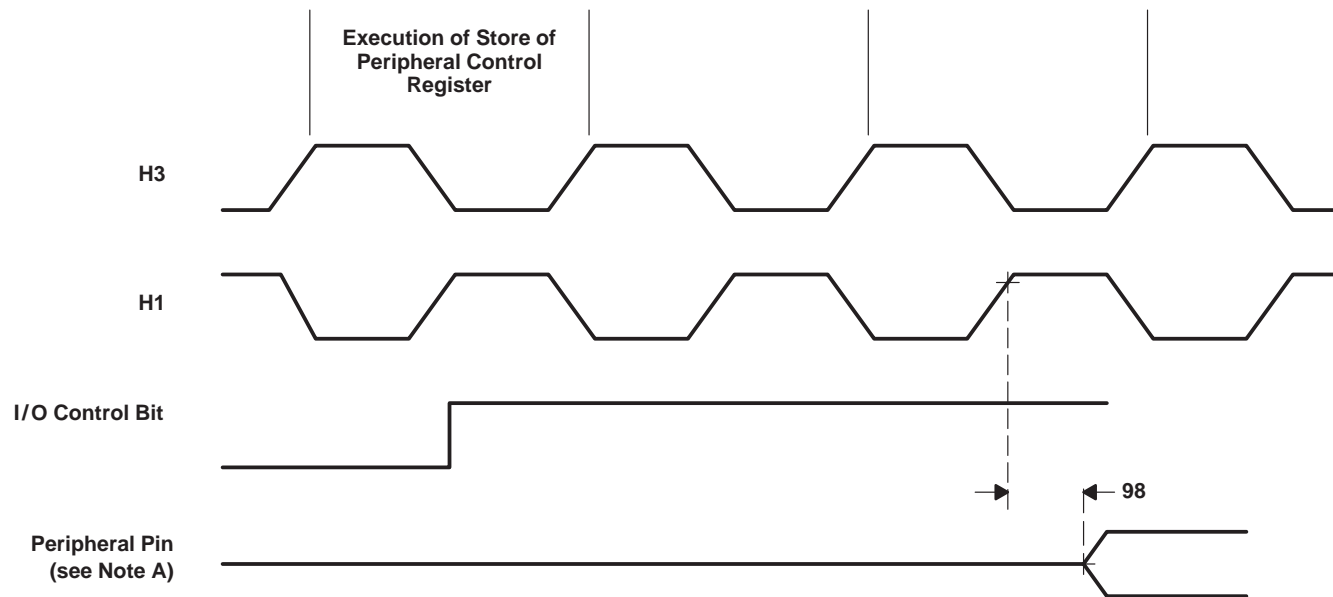 Execution of Store of
Peripheral Control
Register
H3
H1
I/O Control Bit
98
Peripheral Pin
(see Note A)